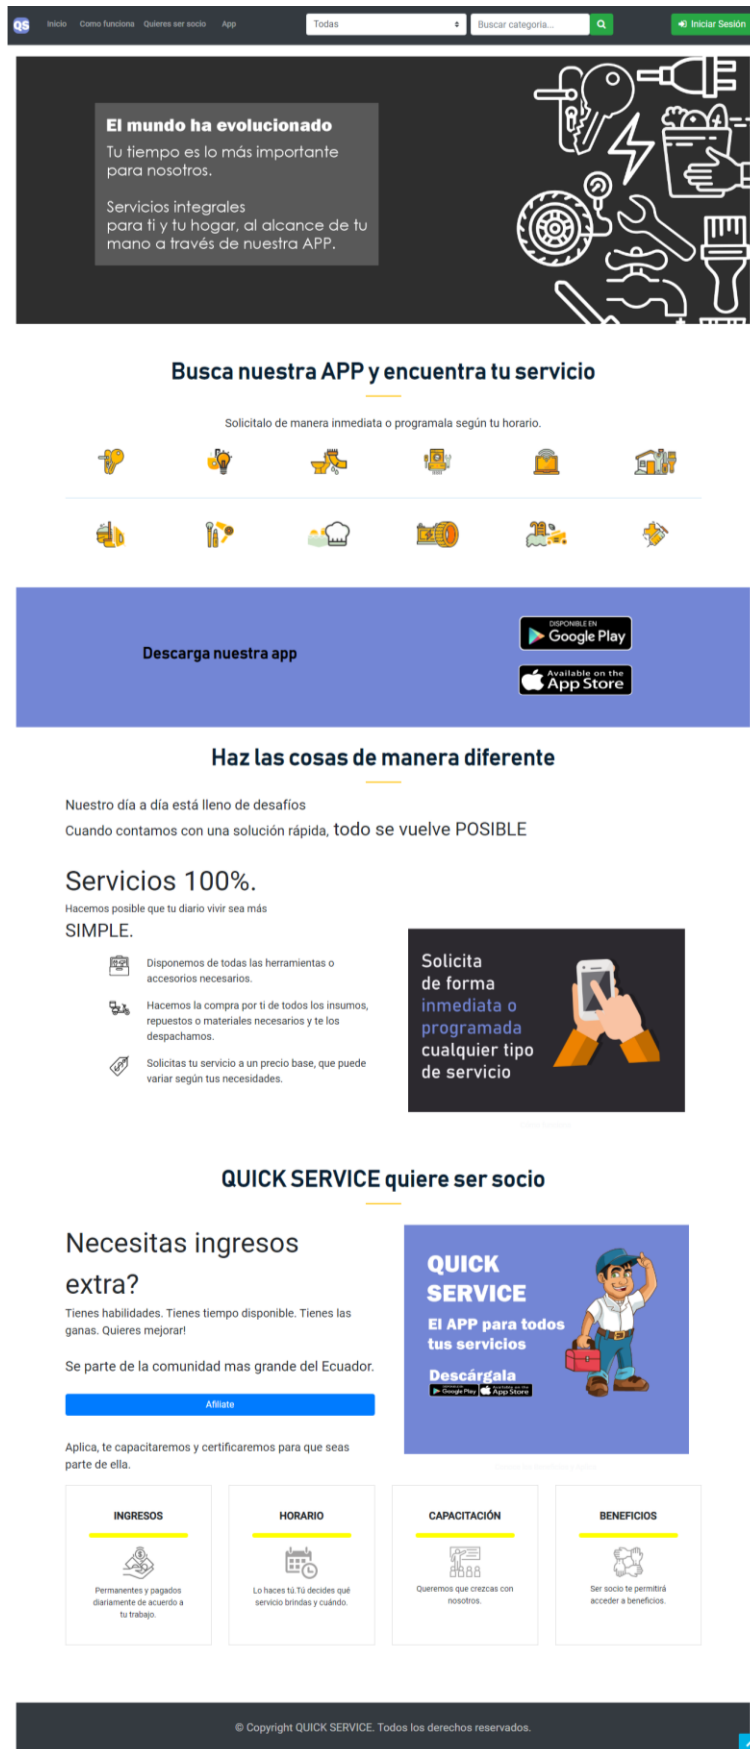 QS Inicio Como funciona Quieres ser socio App Todas Buscar categoria... Iniciar Sesión
El mundo ha evolucionado
Tu tiempo es lo más importante
para nosotros.
Servicios integrales
para ti y tu hogar, al alcance de tu
mano a través de nuestra APP.
Busca nuestra APP y encuentra tu servicio
Solicitalo de manera inmediata o programala según tu horario.
Descarga nuestra app
DISPONIBLE EN
Google Play
Available on the
App Store
Haz las cosas de manera diferente
Nuestro día a día está lleno de desafíos
Cuando contamos con una solución rápida, todo se vuelve POSIBLE
Servicios 100%.
Hacemos posible que tu diario vivir sea más
SIMPLE.
Disponemos de todas las herramientas o
accesorios necesarios.
Hacemos la compra por ti de todos los insumos,
repuestos o materiales necesarios y te los
despachamos.
Solicitas tu servicio a un precio base, que puede
variar según tus necesidades.
Solicita
de forma
inmediata o
programada
cualquier tipo
de servicio
QUICK SERVICE quiere ser socio
Necesitas ingresos
extra?
Tienes habilidades. Tienes tiempo disponible. Tienes las
ganas. Quieres mejorar!
Se parte de la comunidad mas grande del Ecuador.
Afiliate
Aplica, te capacitaremos y certificaremos para que seas
parte de ella.
QUICK
SERVICE
El APP para todos
tus servicios
Descárgala
Google Play
Available on the
App Store
INGRESOS
Permanentes y pagados
diariamente de acuerdo a
tu trabajo.
HORARIO
Lo haces tú.Tú decides qué
servicio brindas y cuándo.
CAPACITACIÓN
Queremos que crezcas con
nosotros.
BENEFICIOS
Ser socio te permitirá
acceder a beneficios.
© Copyright QUICK SERVICE. Todos los derechos reservados.